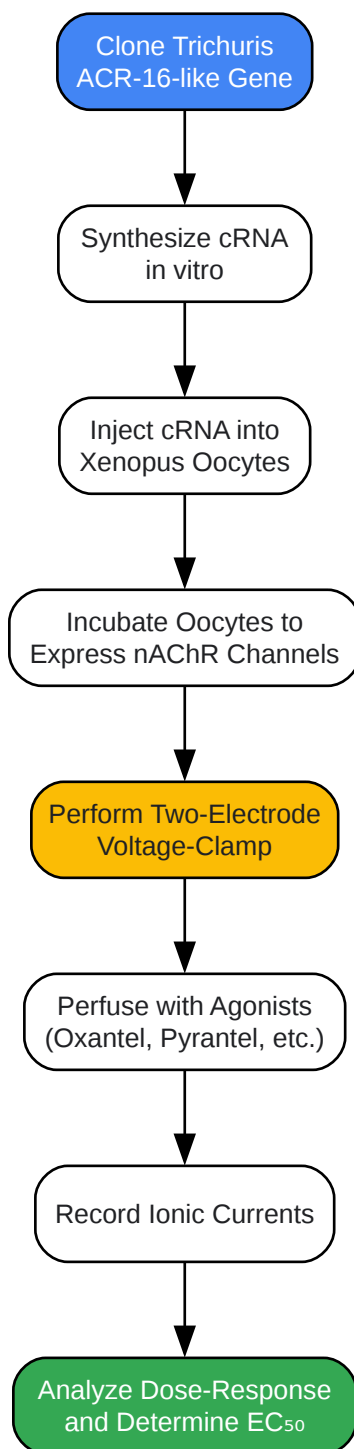 Clone Trichuris
ACR-16-like Gene
Synthesize cRNA
in vitro
Inject cRNA into
Xenopus Oocytes
Incubate Oocytes to
Express nAChR Channels
Perform Two-Electrode
Voltage-Clamp
Perfuse with Agonists
(Oxantel, Pyrantel, etc.)
Record Ionic Currents
Analyze Dose-Response
and Determine EC₅₀